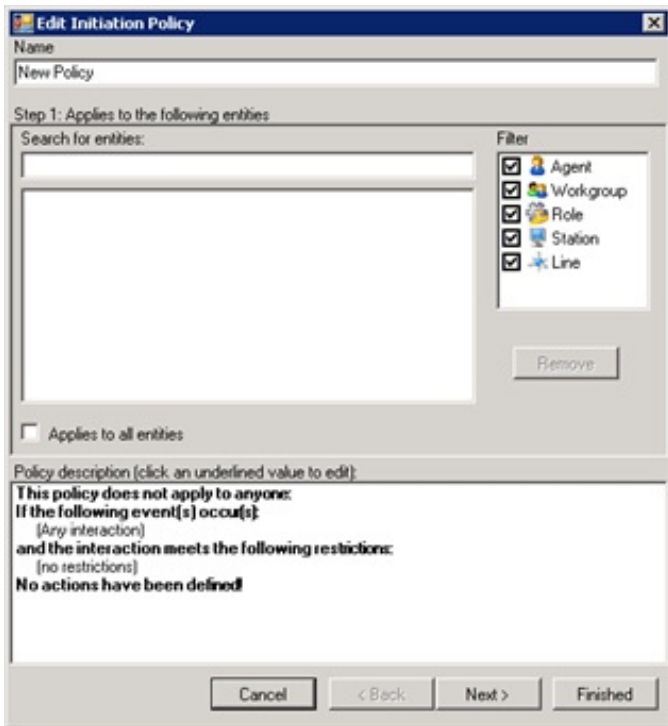 Edit Initiation Policy
Name
New Policy
Step 1: Applies to the following entities
Search for entities:
Filter
Agent
Workgroup
Role
Station
Line
Remove
Applies to all entities
Policy description (click an underlined value to edit):
This policy does not apply to anyone:
If the following event(s) occur(s):
(Any interaction)
and the interaction meets the following restrictions:
(no restrictions)
No actions have been defined!
Cancel
< Back
Next >
Finished